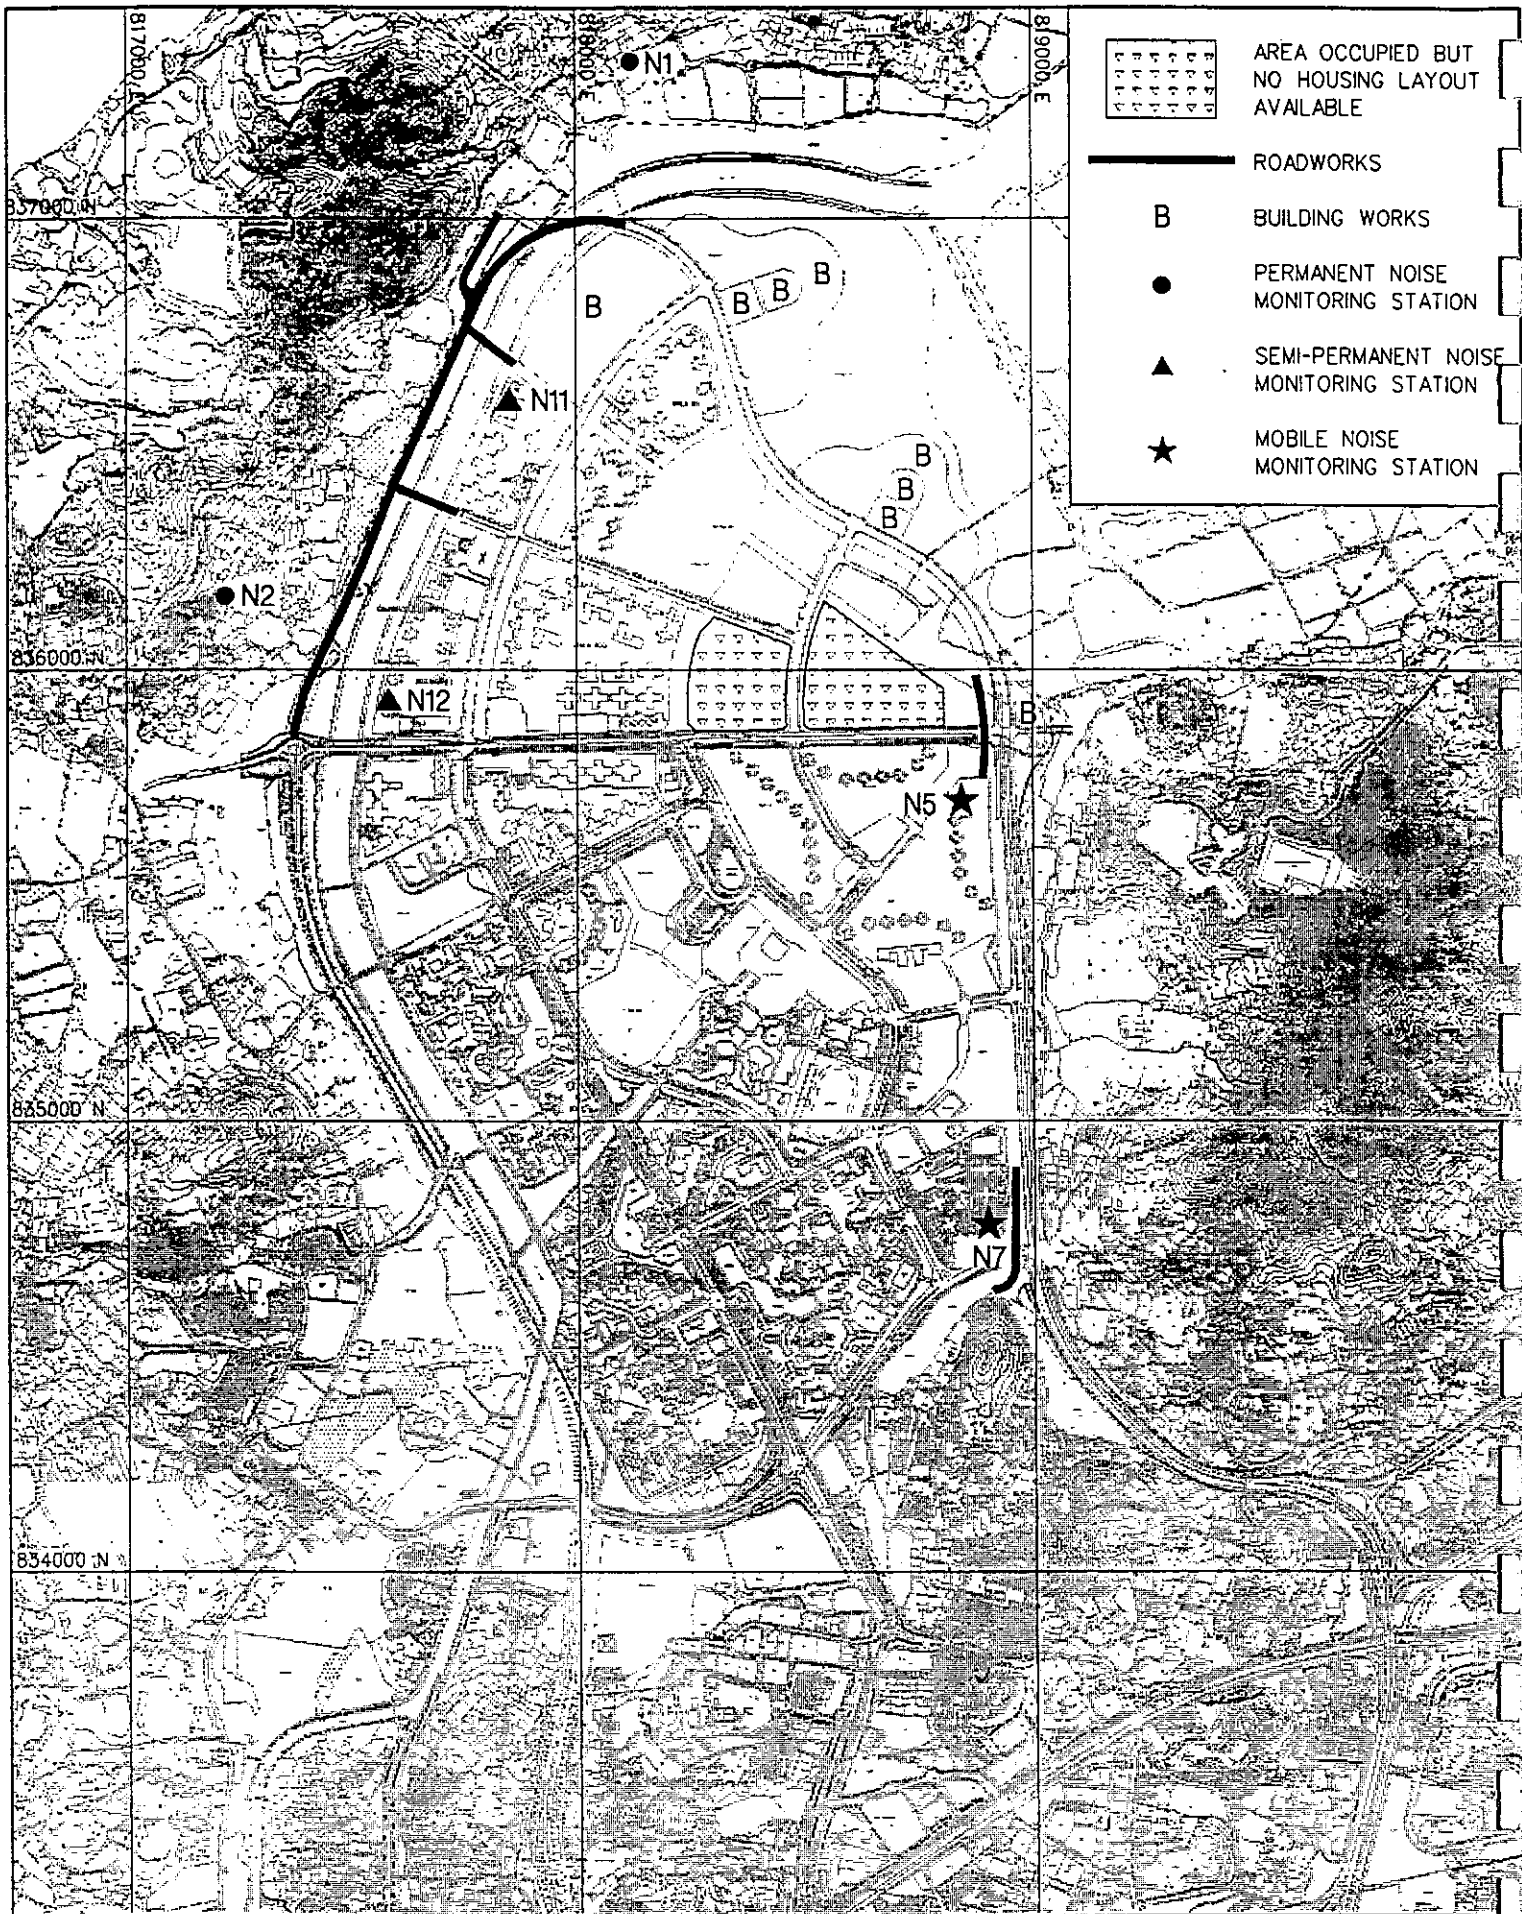 817000 E
818000 E
819000 E
N1
AREA OCCUPIED BUT
NO HOUSING LAYOUT
AVAILABLE
ROADWORKS
837000 N
B
BUILDING WORKS
B
B
B
B
PERMANENT NOISE
MONITORING STATION
SEMI-PERMANENT NOISE
MONITORING STATION
N11
MOBILE NOISE
MONITORING STATION
B
B
B
N2
836000 N
N12
B
N5
835000 N
N7
834000 N